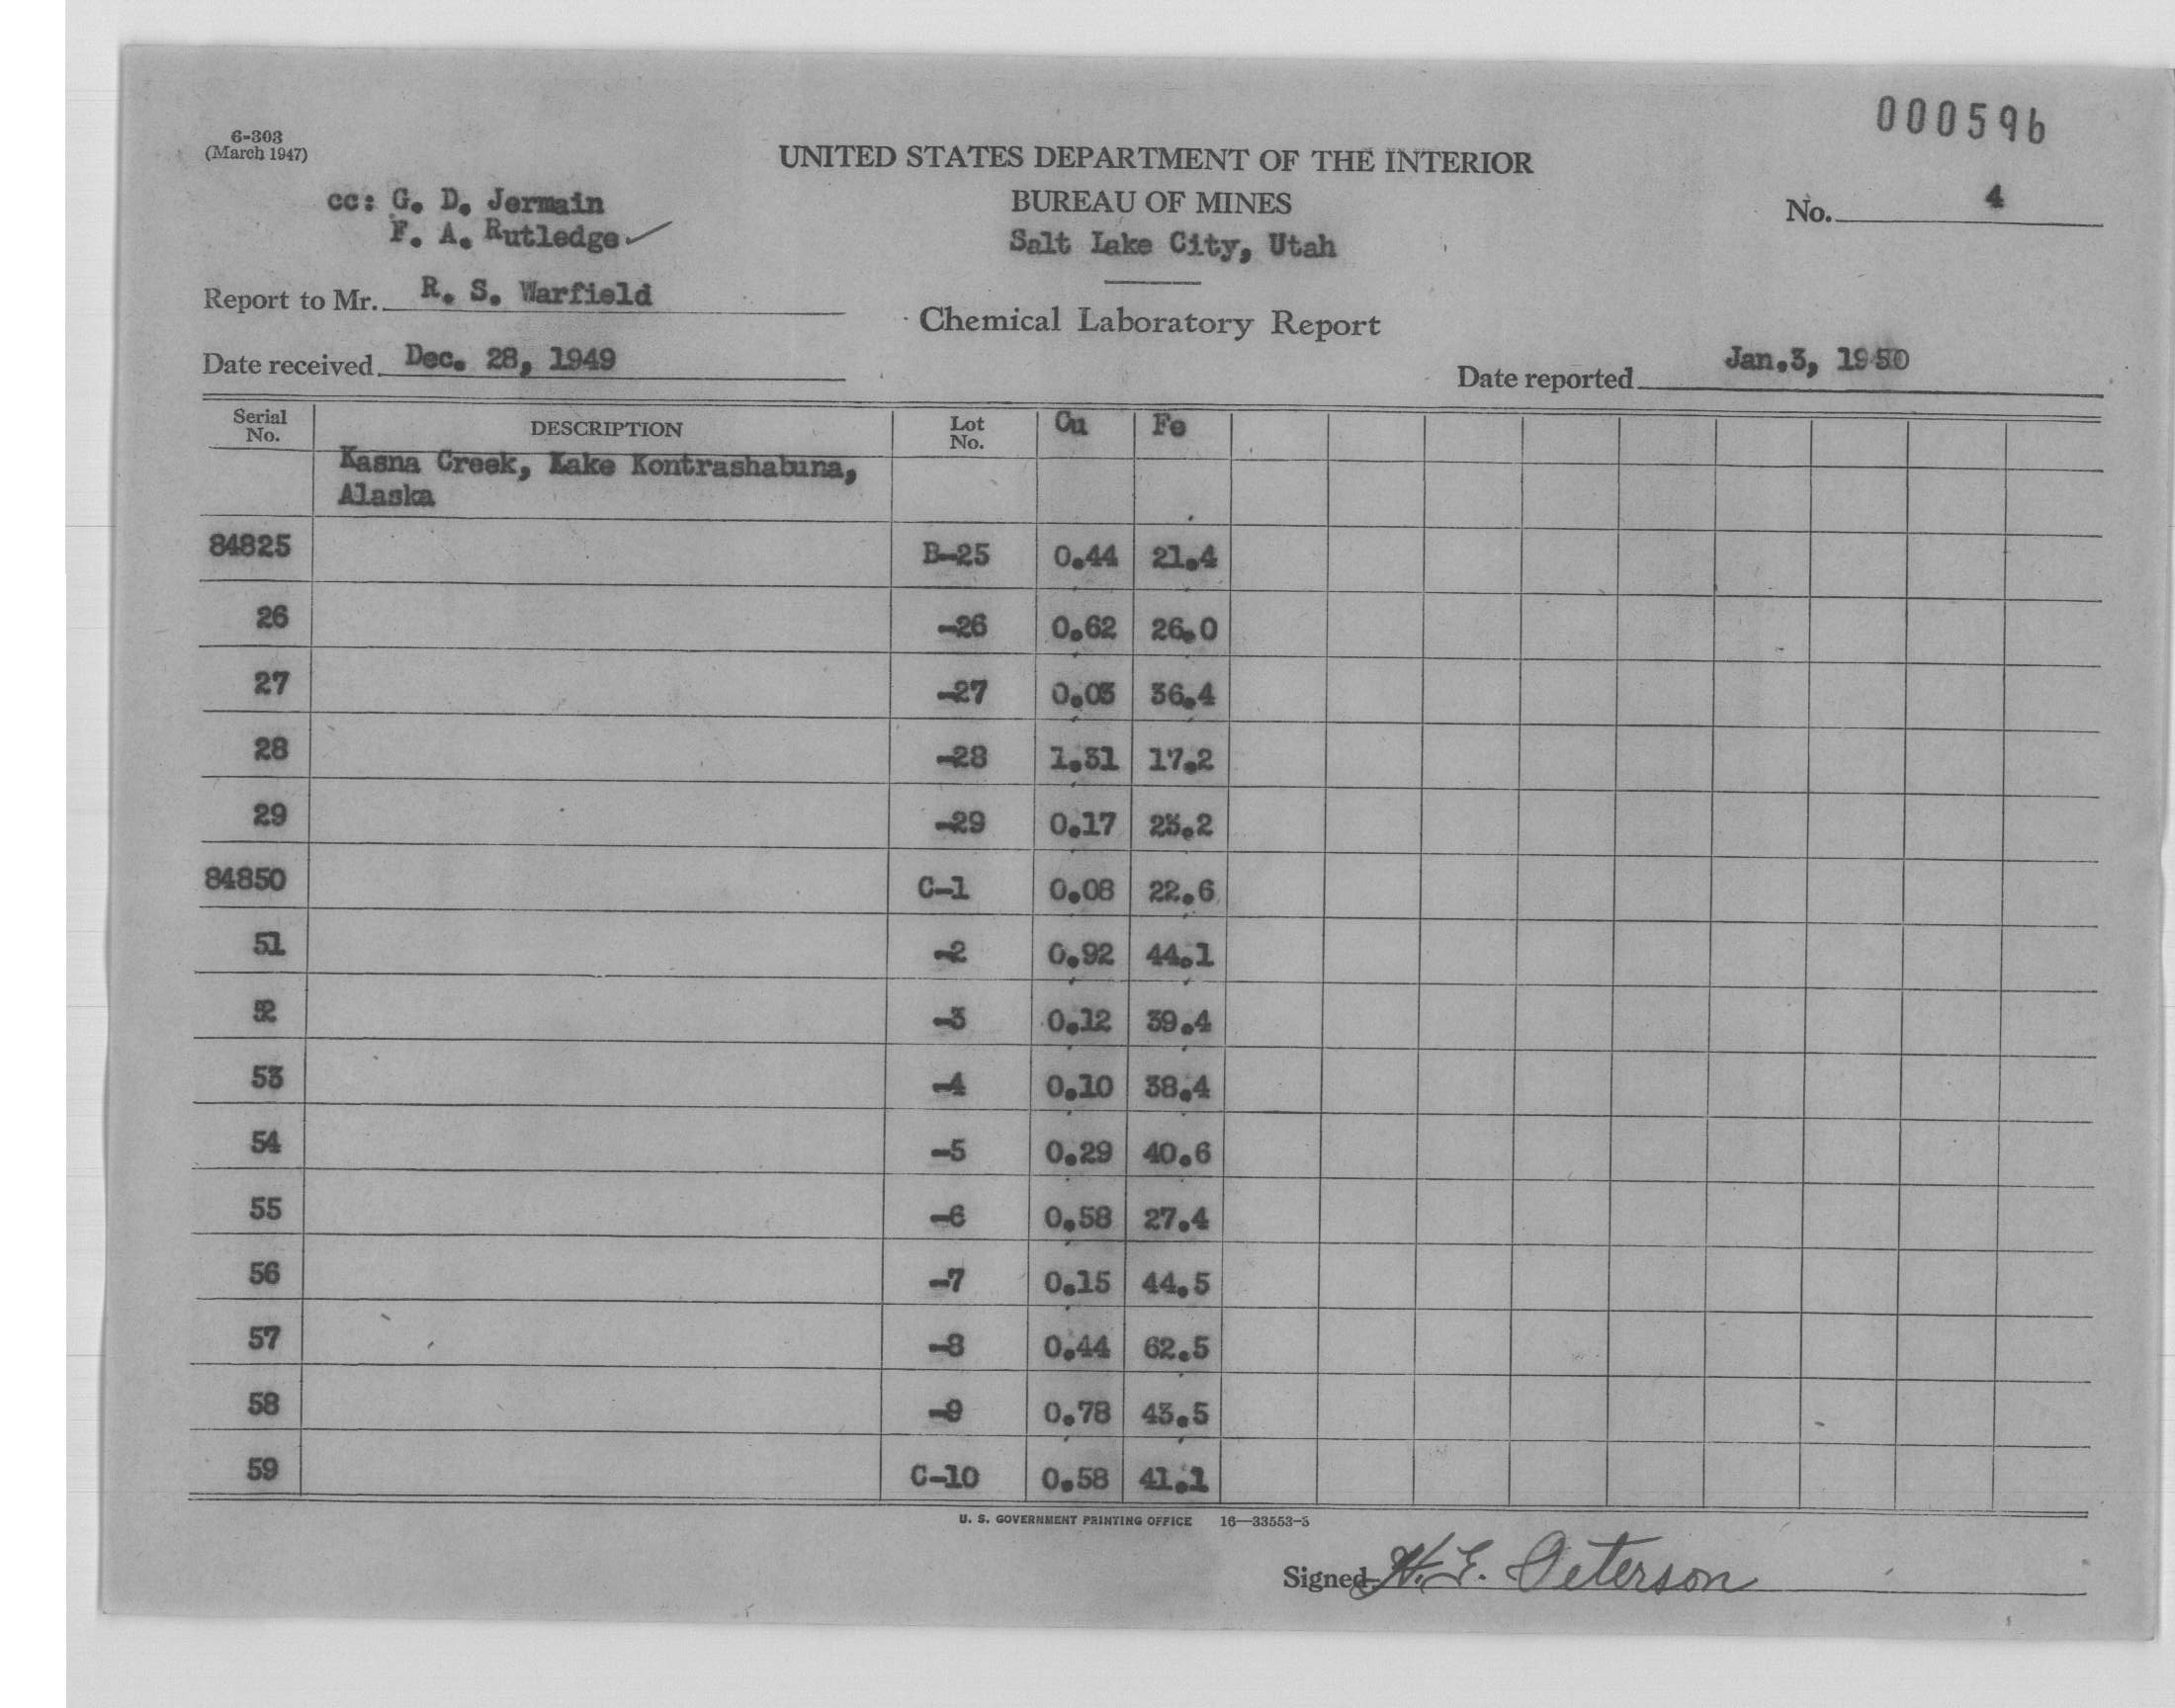 000596
6-303
(March 1947)
UNITED STATES DEPARTMENT OF THE INTERIOR
cc: G. D. Jermain
BUREAU OF MINES
No. 4
F. A. Rutledge ✓
Salt Lake City, Utah
Report to Mr. R. S. Warfield
Chemical Laboratory Report
Date received Dec. 28, 1949
Date reported Jan.3, 1950
Serial No. DESCRIPTION Lot No. Cu Fe
Kasna Creek, Lake Kontrashabuna,
Alaska
84825 B-25 0.44 21.4
26 -26 0.62 26.0
27 -27 0.03 36.4
28 -28 1.31 17.2
29 -29 0.17 23.2
84850 C-1 0.08 22.6
51 -2 0.92 44.1
52 -3 0.12 39.4
53 -4 0.10 38.4
54 -5 0.29 40.6
55 -6 0.58 27.4
56 -7 0.15 44.5
57 -8 0.44 62.5
58 -9 0.78 43.5
59 C-10 0.58 41.1
U. S. GOVERNMENT PRINTING OFFICE 16—33553-3
Signed H. E. Peterson